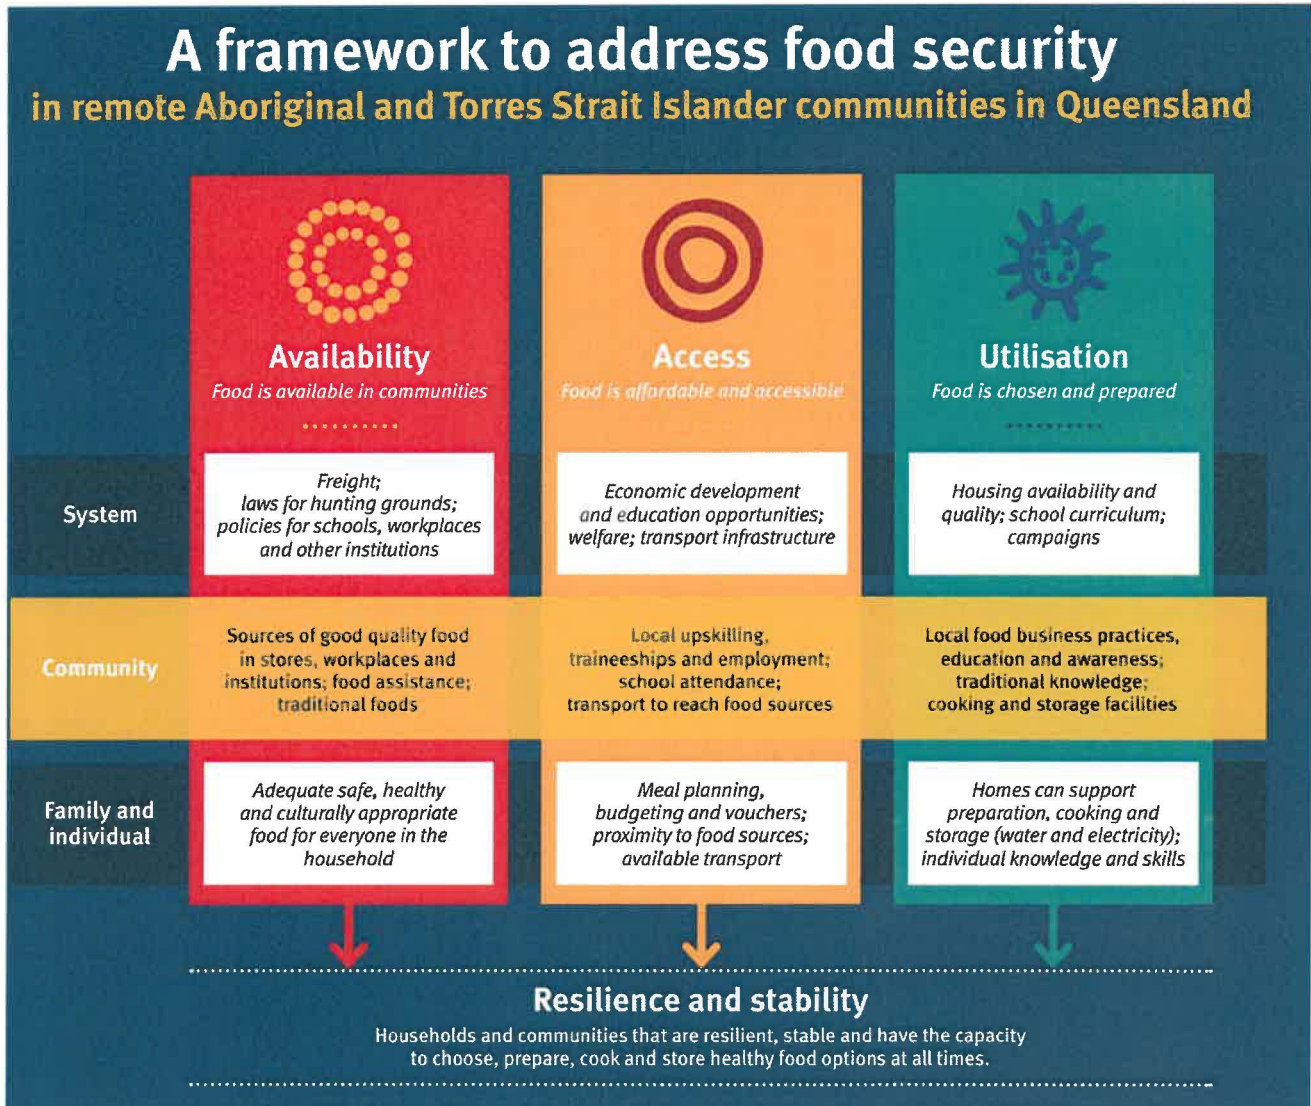 A framework to address food security
in remote Aboriginal and Torres Strait Islander communities in Queensland
Availability
Food is available in communities
Access
Food is affordable and accessible
Utilisation
Food is chosen and prepared
System
Freight;
laws for hunting grounds;
policies for schools, workplaces
and other institutions
Economic development
and education opportunities;
welfare; transport infrastructure
Housing availability and
quality; school curriculum;
campaigns
Community
Sources of good quality food
in stores, workplaces and
institutions; food assistance;
traditional foods
Local upskilling,
traineeships and employment;
school attendance;
transport to reach food sources
Local food business practices,
education and awareness;
traditional knowledge;
cooking and storage facilities
Family and
individual
Adequate safe, healthy
and culturally appropriate
food for everyone in the
household
Meal planning,
budgeting and vouchers;
proximity to food sources;
available transport
Homes can support
preparation, cooking and
storage (water and electricity);
individual knowledge and skills
Resilience and stability
Households and communities that are resilient, stable and have the capacity
to choose, prepare, cook and store healthy food options at all times.